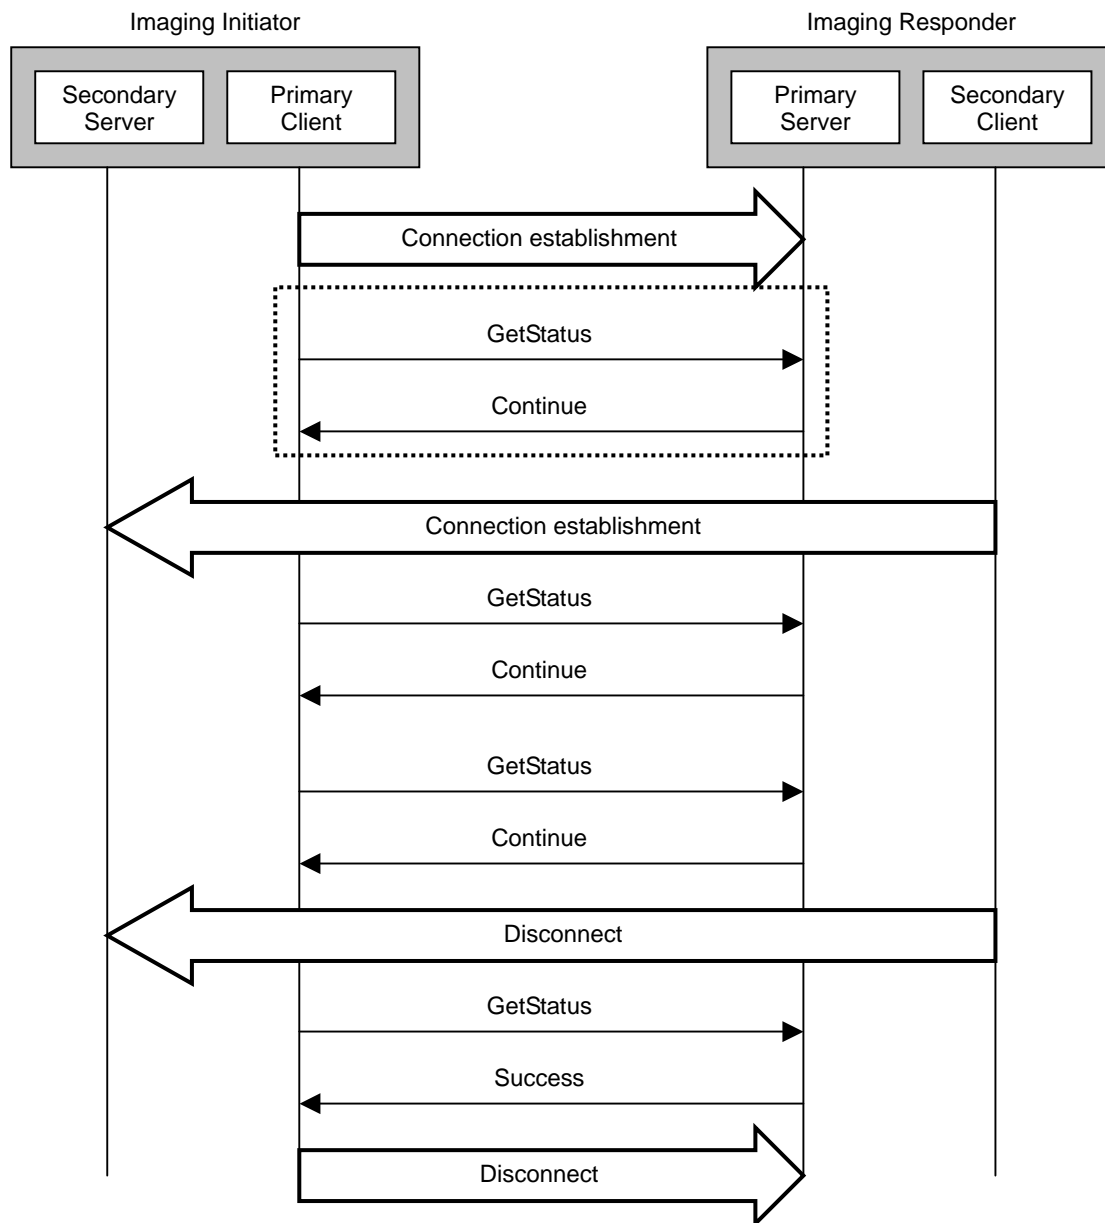 Imaging Initiator
Imaging Responder
Secondary
Server
Primary
Client
Primary
Server
Secondary
Client
Connection establishment
GetStatus
Continue
Connection establishment
GetStatus
Continue
GetStatus
Continue
Disconnect
GetStatus
Success
Disconnect